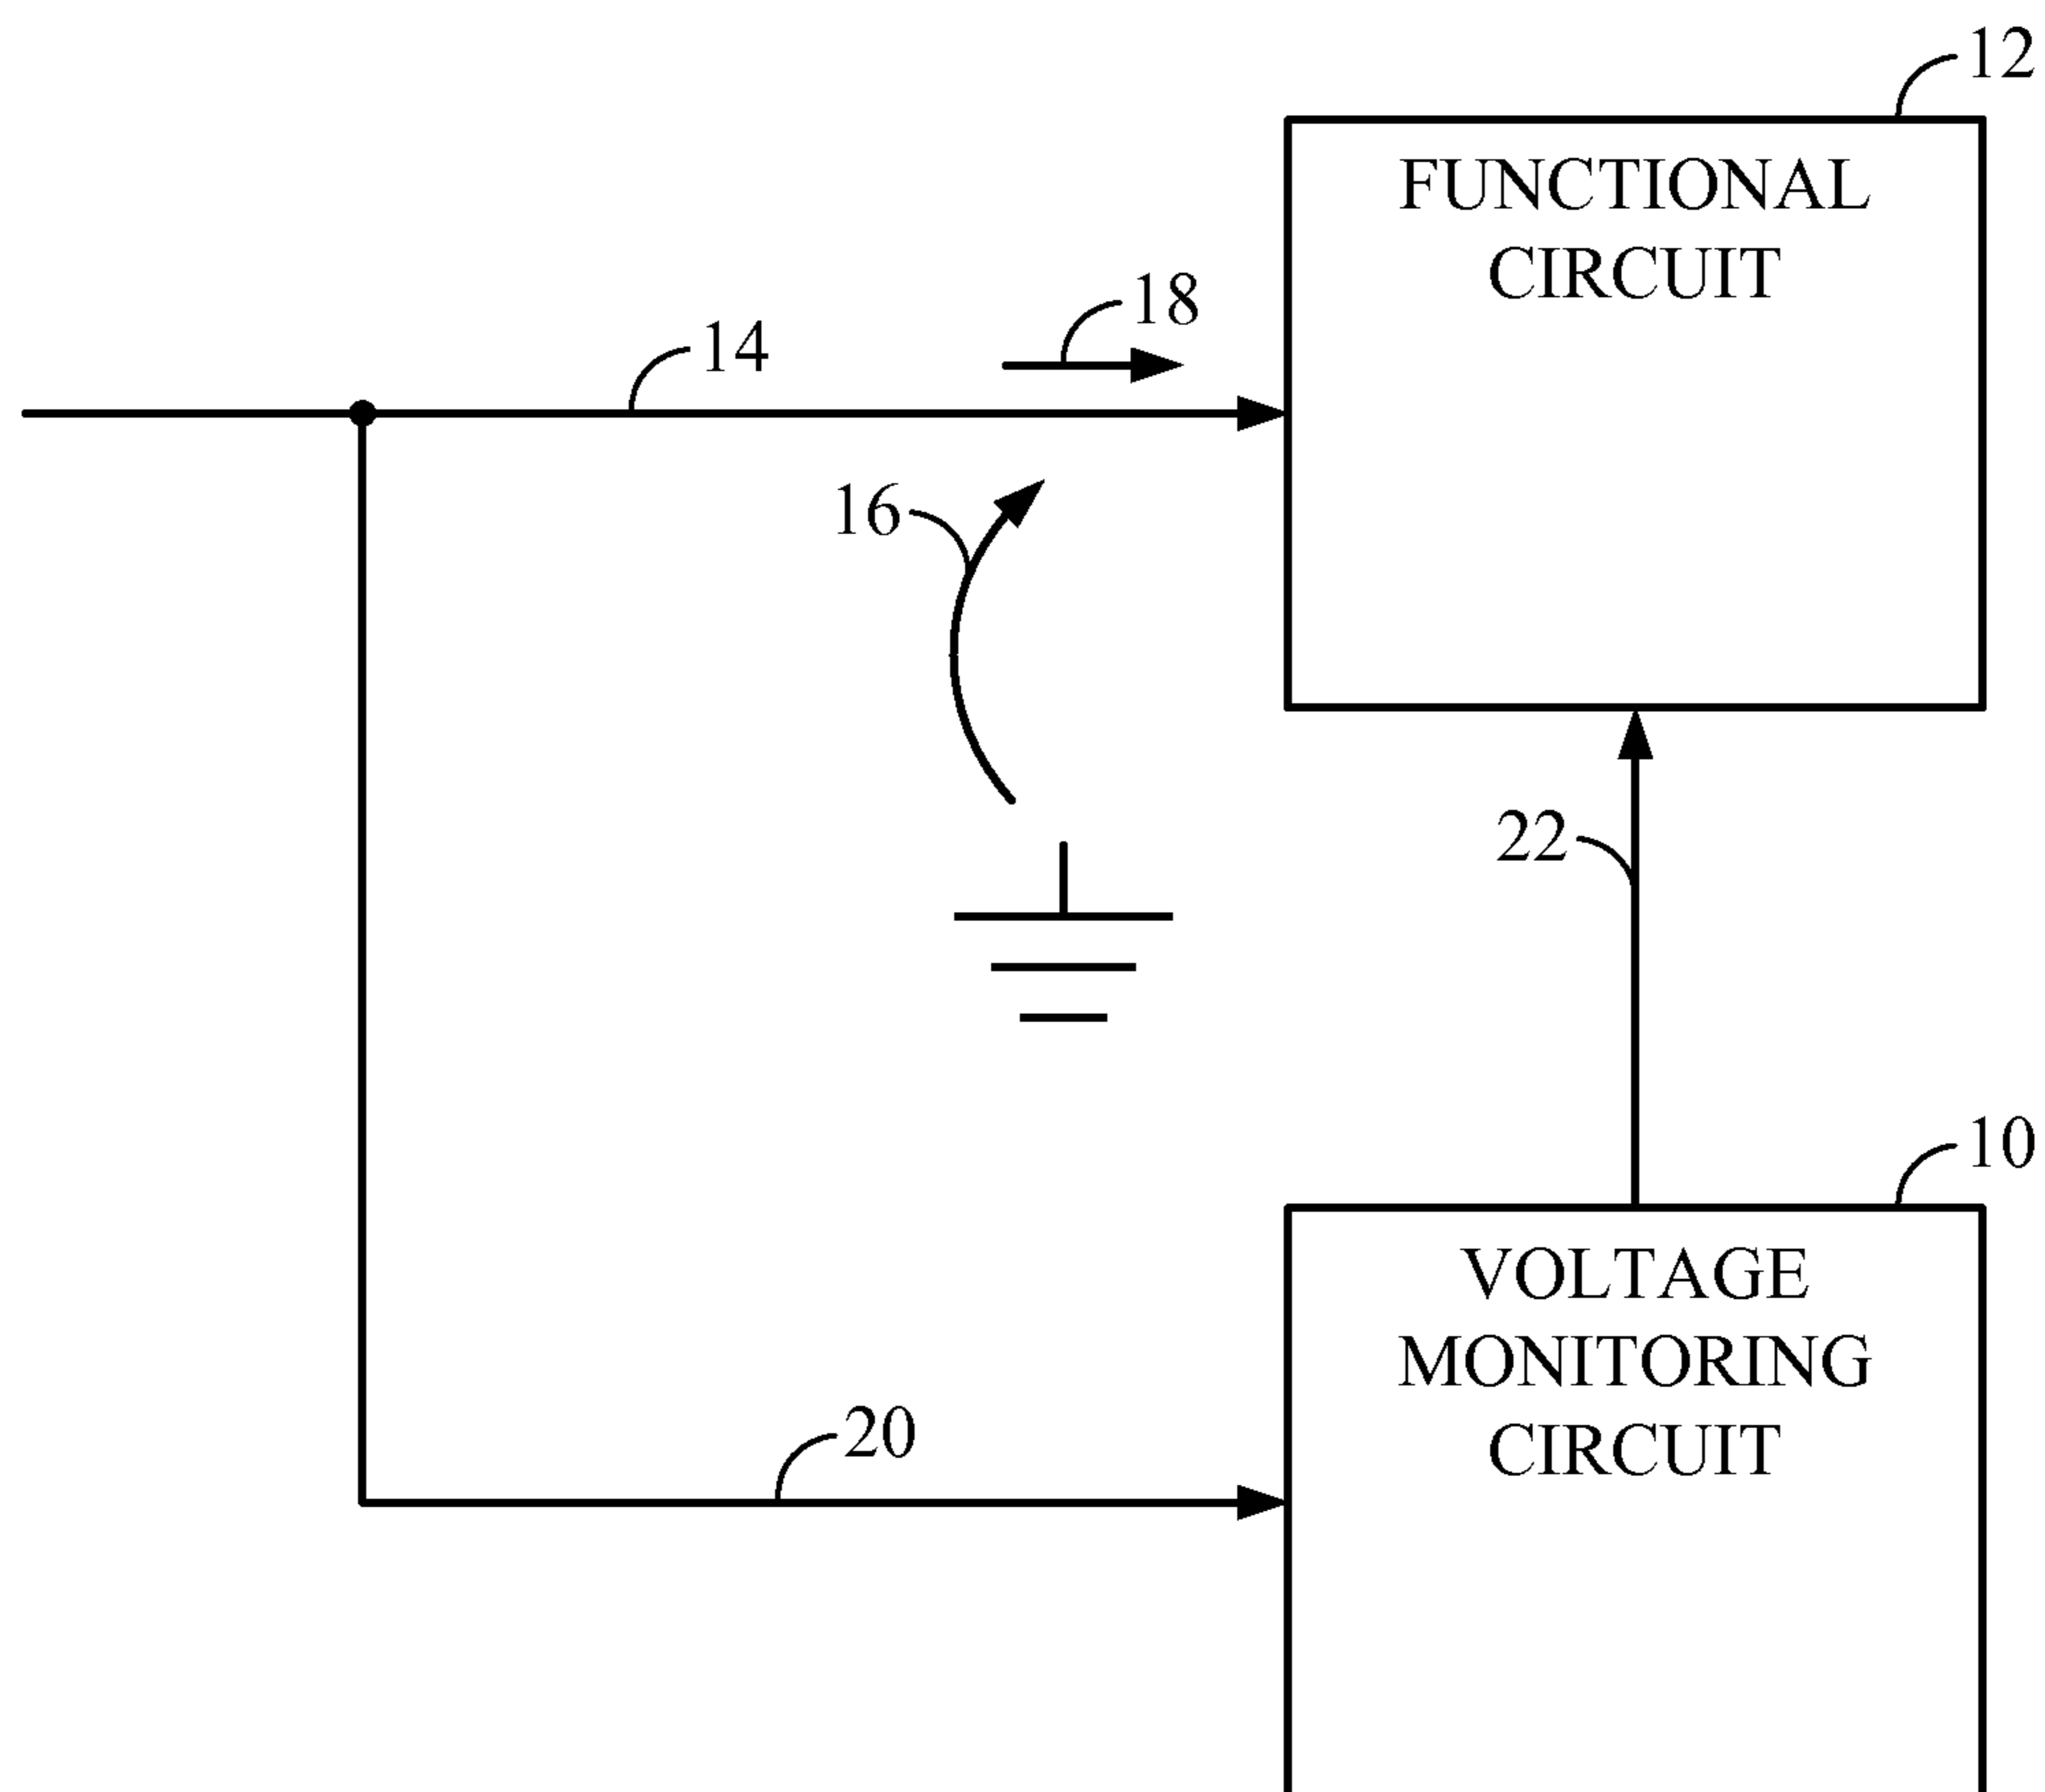 12
FUNCTIONAL
CIRCUIT
18
14
16
22
10
VOLTAGE
MONITORING
CIRCUIT
20